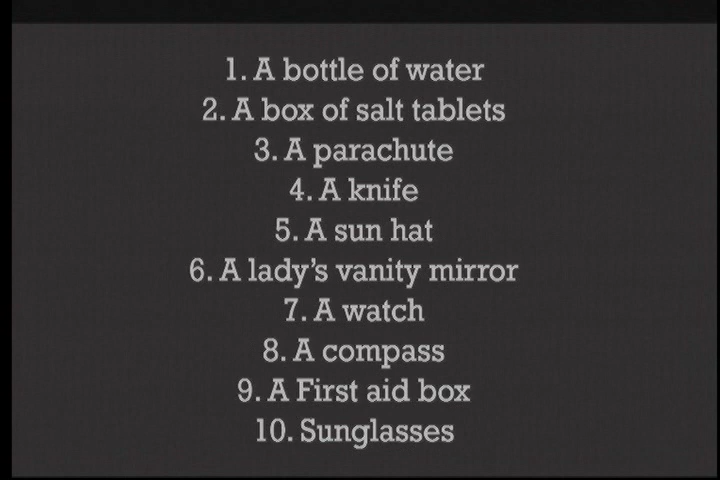 1. A bottle of water
2. A box of salt tablets
3. A parachute
4. A knife
5. A sun hat
6. A lady's vanity mirror
7. A watch
8. A compass
9. A First aid box
10. Sunglasses